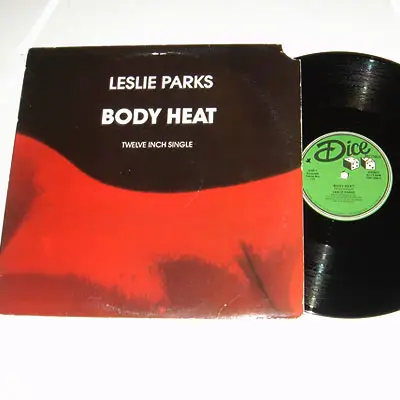 LESLIE PARKS
BODY HEAT
TWELVE INCH SINGLE
Dice
BODY HEAT
LESLIE PARKS